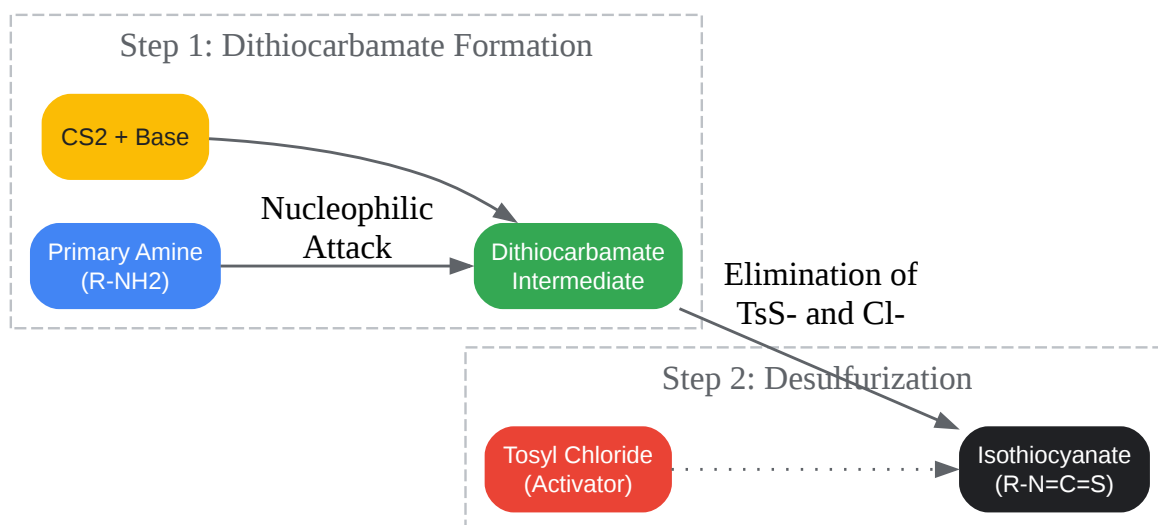 Step 1: Dithiocarbamate Formation
CS2 + Base
Nucleophilic
Attack
Primary Amine
(R-NH2)
Dithiocarbamate
Intermediate
Elimination of
TsS- and Cl-
Step 2: Desulfurization
Tosyl Chloride
(Activator)
Isothiocyanate
(R-N=C=S)